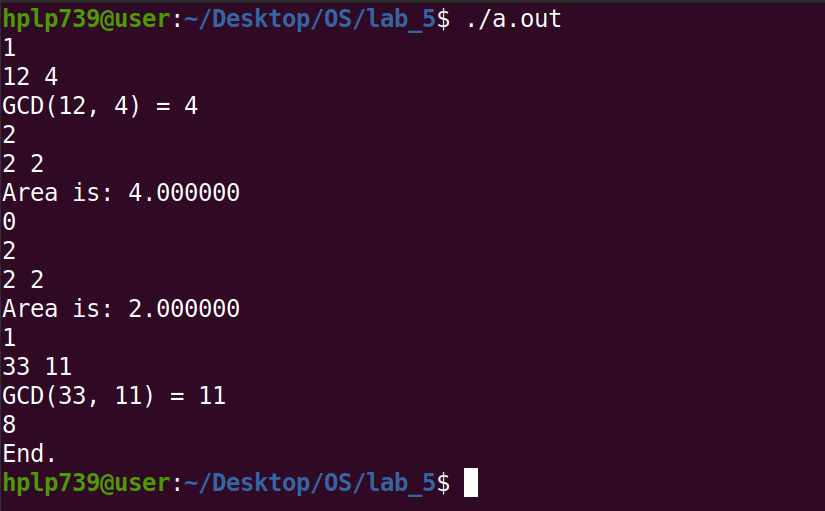 hplp739@user:~/Desktop/OS/lab_5$ ./a.out
1
12 4
GCD(12, 4) = 4
2
2 2
Area is: 4.000000
0
2
2 2
Area is: 2.000000
1
33 11
GCD(33, 11) = 11
8
End.
hplp739@user:~/Desktop/OS/lab_5$